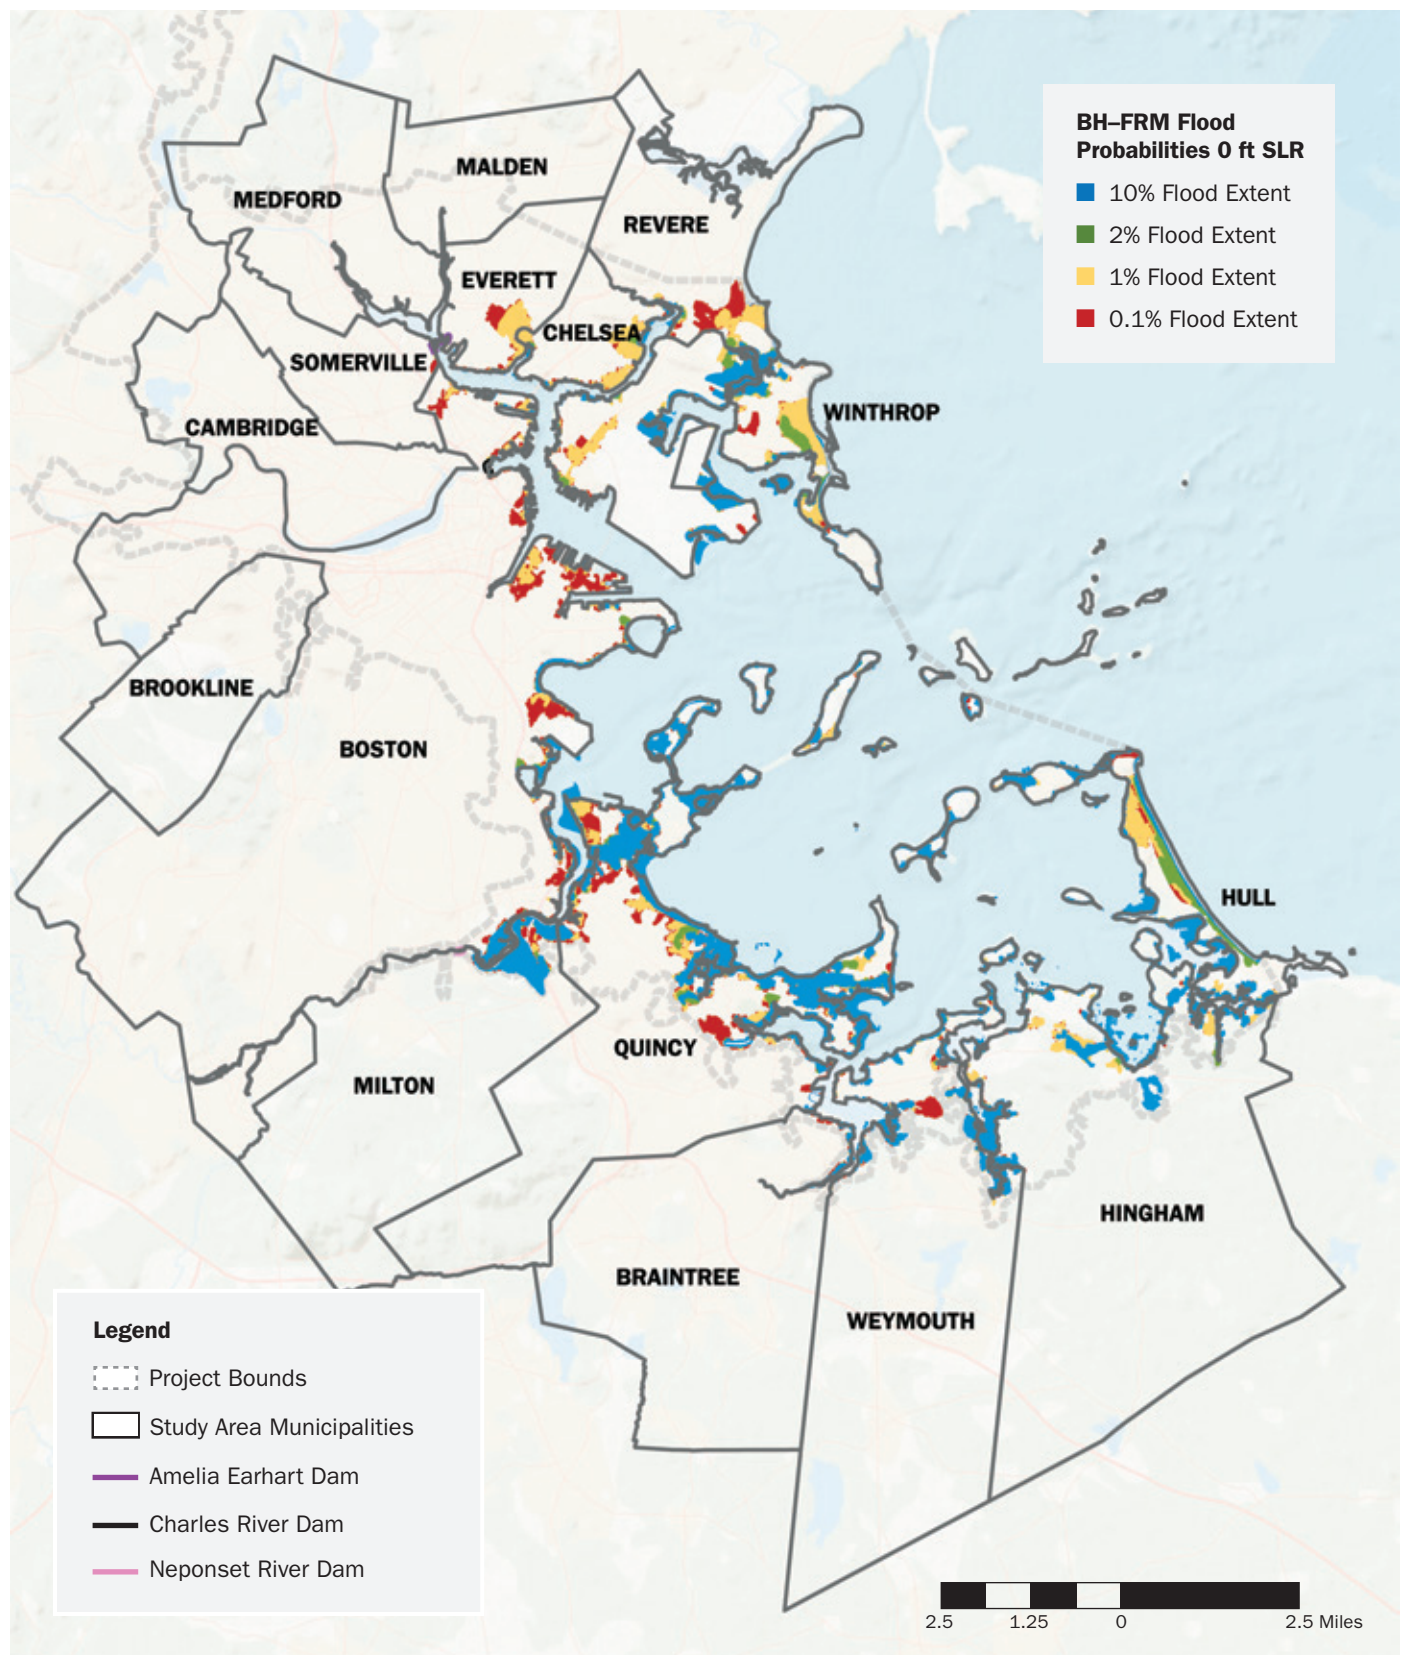 BH–FRM Flood
Probabilities 0 ft SLR
10% Flood Extent
2% Flood Extent
1% Flood Extent
0.1% Flood Extent
MALDEN
MEDFORD
REVERE
EVERETT
CHELSEA
SOMERVILLE
WINTHROP
CAMBRIDGE
BROOKLINE
BOSTON
HULL
QUINCY
MILTON
HINGHAM
BRAINTREE
WEYMOUTH
Legend
Project Bounds
Study Area Municipalities
Amelia Earhart Dam
Charles River Dam
Neponset River Dam
2.5 1.25 0 2.5 Miles